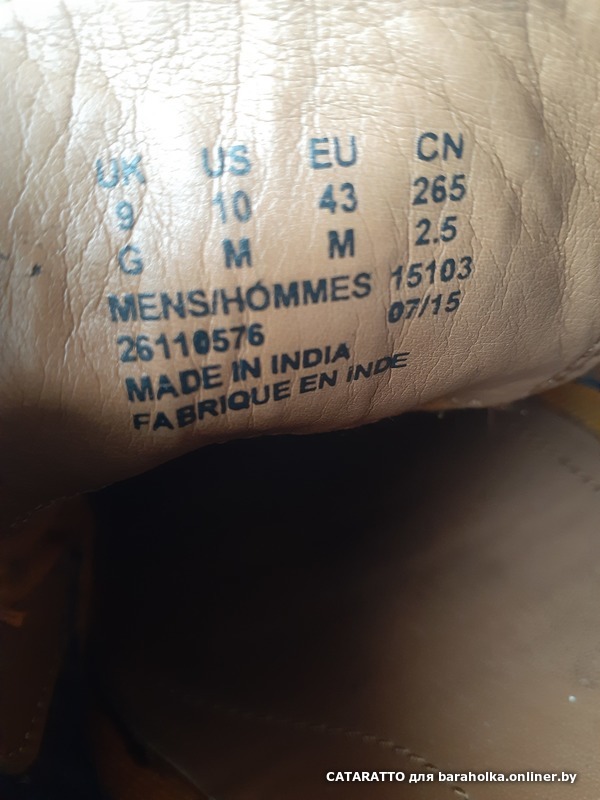 UK US EU CN
9 10 43 265
G M M 2.5
MENS/HOMMES 15103
26110576 07/15
MADE IN INDIA
FABRIQUE EN INDE
CATARATTO для baraholka.onliner.by